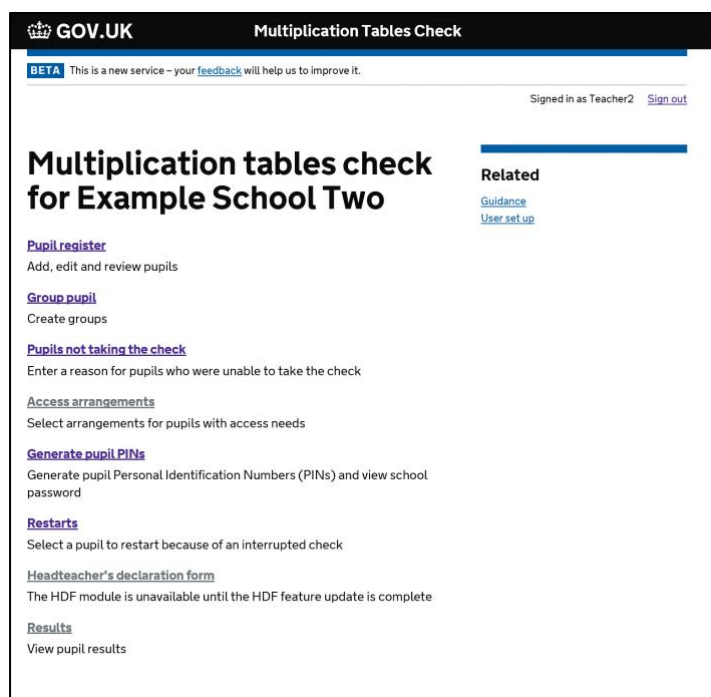 GOV.UK
Multiplication Tables Check
BETA This is a new service – your feedback will help us to improve it.
Signed in as Teacher2 Sign out
Multiplication tables check
for Example School Two
Related
Guidance
User set up
Pupil register
Add, edit and review pupils
Group pupil
Create groups
Pupils not taking the check
Enter a reason for pupils who were unable to take the check
Access arrangements
Select arrangements for pupils with access needs
Generate pupil PINs
Generate pupil Personal Identification Numbers (PINs) and view school
password
Restarts
Select a pupil to restart because of an interrupted check
Headteacher's declaration form
The HDF module is unavailable until the HDF feature update is complete
Results
View pupil results